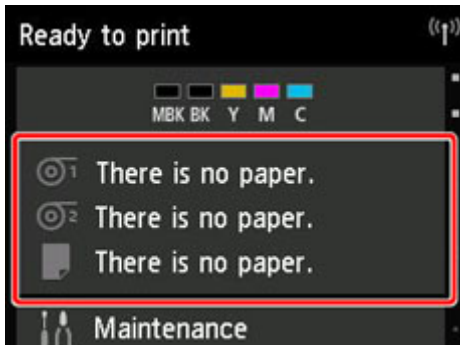 Ready to print
MBK BK Y M C
1 There is no paper.
2 There is no paper.
There is no paper.
Maintenance